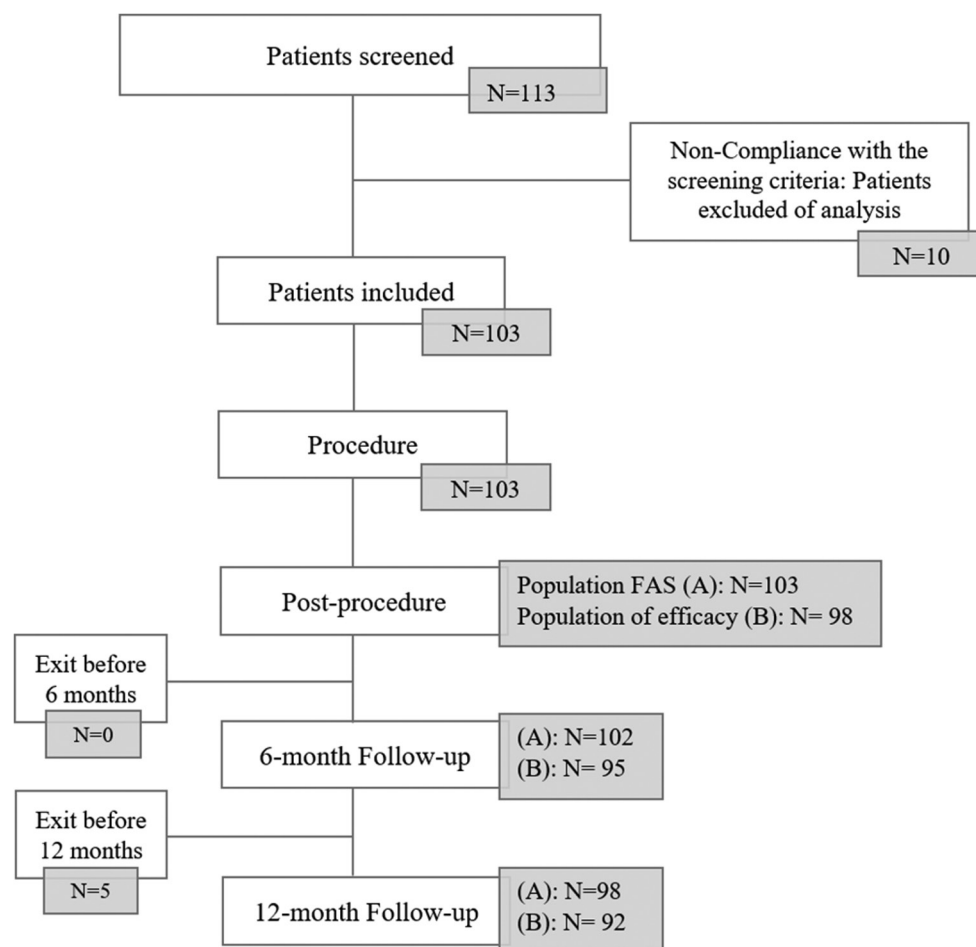 Patients screened
N=113
Non-Compliance with the
screening criteria: Patients
excluded of analysis
N=10
Patients included
N=103
Procedure
N=103
Post-procedure
Population FAS (A): N=103
Population of efficacy (B): N= 98
Exit before
6 months
N=0
6-month Follow-up
(A): N=102
(B): N= 95
Exit before
12 months
N=5
12-month Follow-up
(A): N=98
(B): N= 92